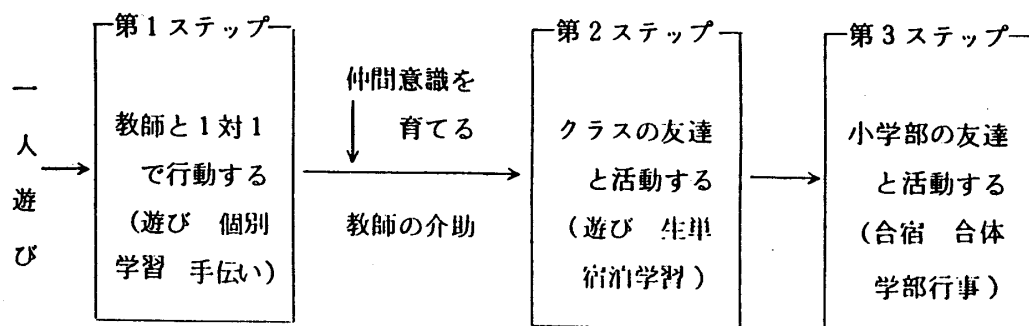 一人遊び
第1ステップ
教師と1対1
で行動する
(遊び 個別
学習 手伝い)
仲間意識を
育てる
教師の介助
第2ステップ
クラスの友達
と活動する
(遊び 生単
宿泊学習)
第3ステップ
小学部の友達
と活動する
(合宿 合体
学部行事)